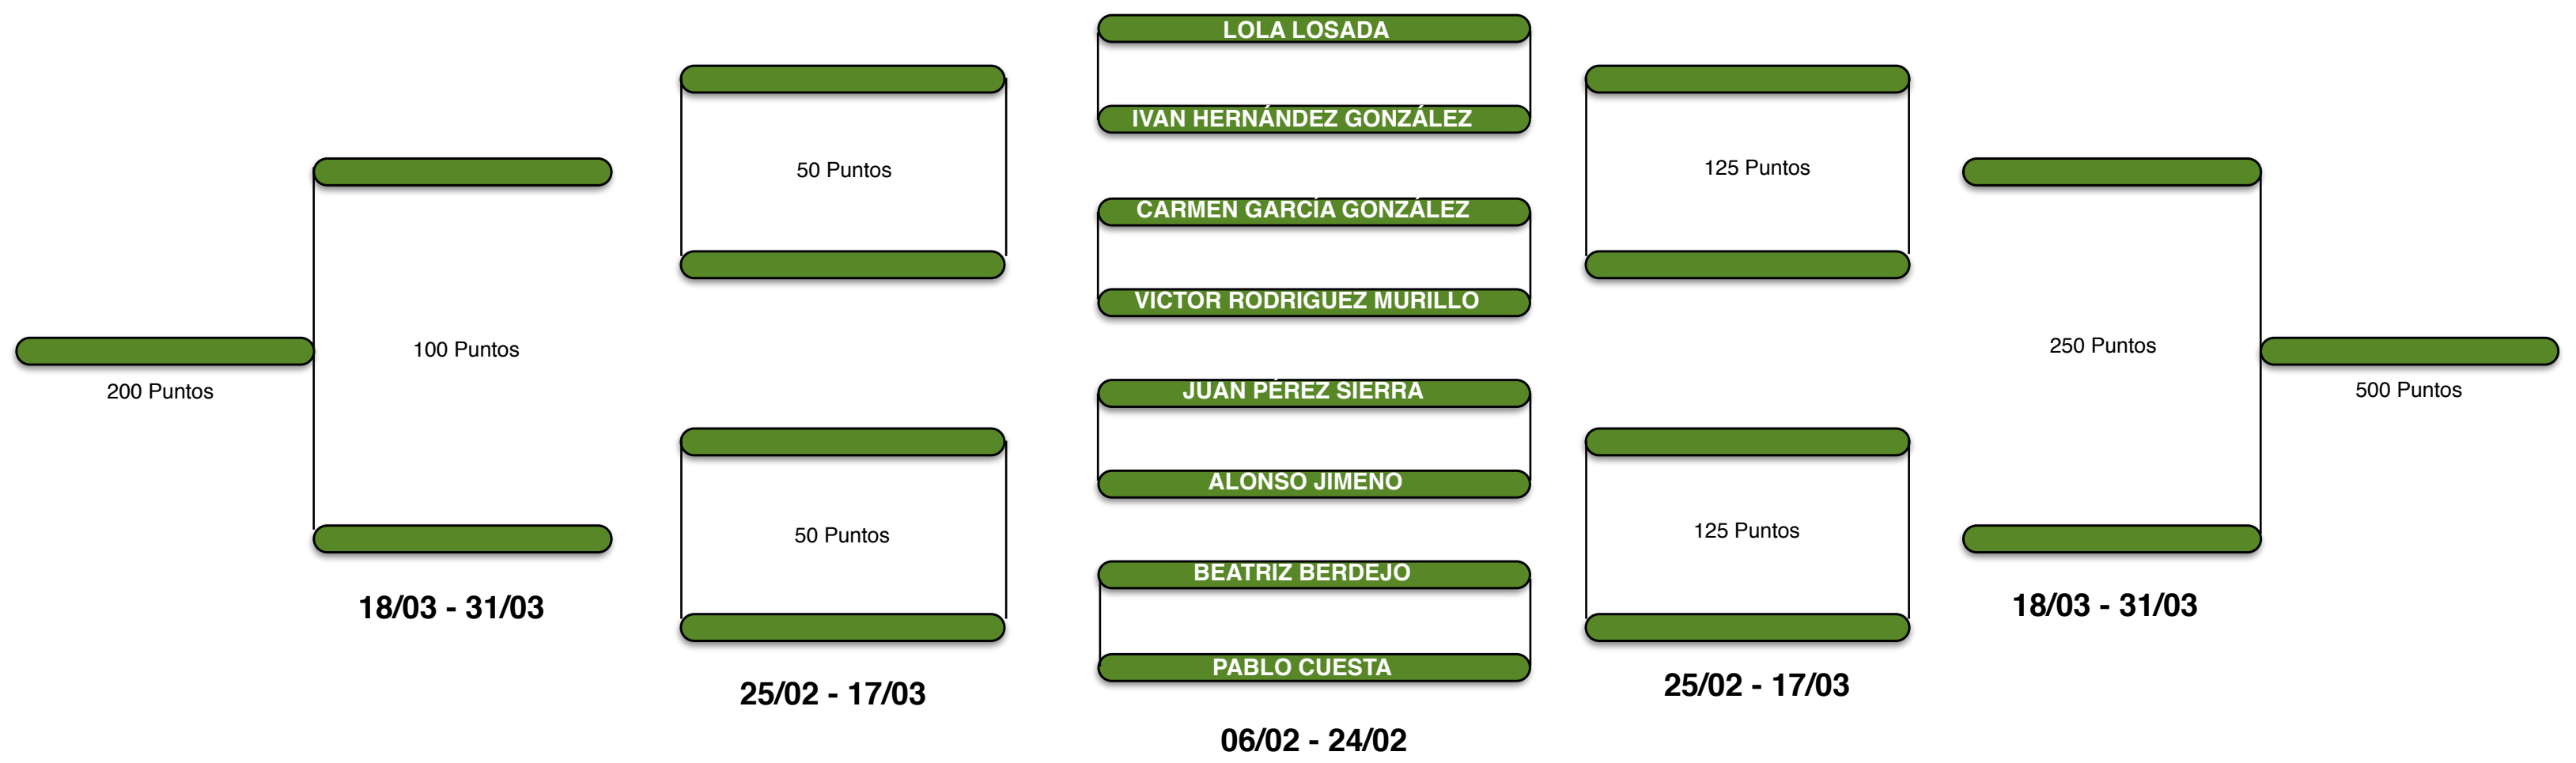 LOLA LOSADA
IVAN HERNÁNDEZ GONZÁLEZ
50 Puntos
125 Puntos
CARMEN GARCÍA GONZÁLEZ
VICTOR RODRIGUEZ MURILLO
100 Puntos
250 Puntos
200 Puntos
JUAN PÉREZ SIERRA
500 Puntos
ALONSO JIMENO
50 Puntos
125 Puntos
BEATRIZ BERDEJO
18/03 - 31/03
18/03 - 31/03
PABLO CUESTA
25/02 - 17/03
25/02 - 17/03
06/02 - 24/02